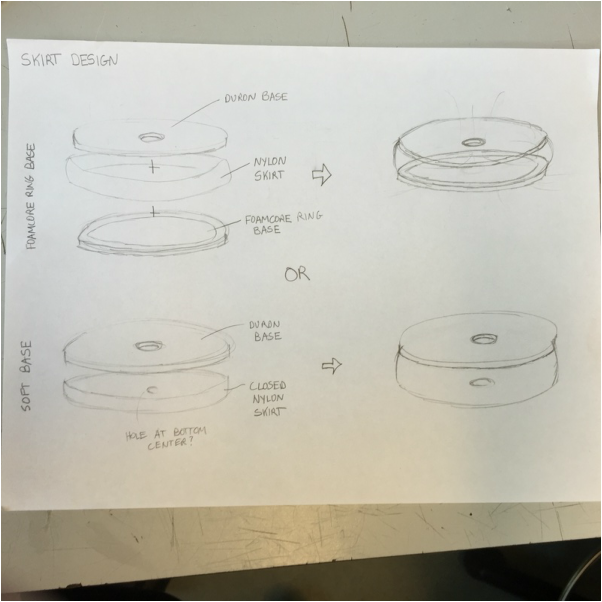 SKIRT DESIGN
FOAMCORE RING BASE
DURON BASE
NYLON
SKIRT
FOAMCORE RING
BASE
OR
SOFT BASE
DURON
BASE
CLOSED
NYLON
SKIRT
HOLE AT BOTTOM
CENTER?